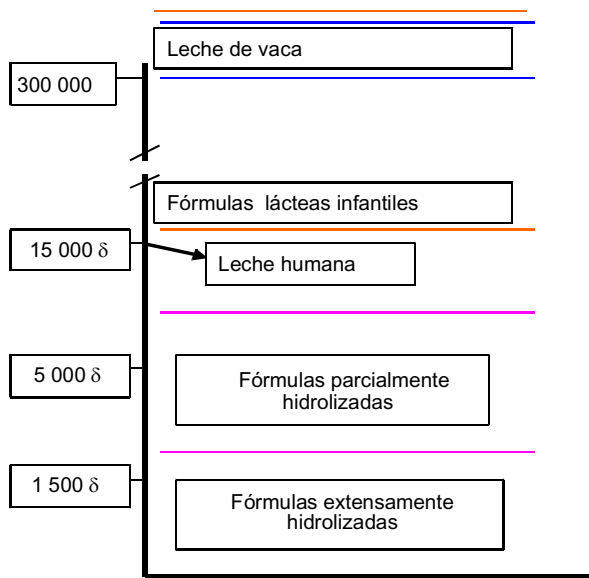 Leche de vaca
300 000
Fórmulas lácteas infantiles
15 000 δ
Leche humana
5 000 δ
Fórmulas parcialmente
hidrolizadas
1 500 δ
Fórmulas extensamente
hidrolizadas